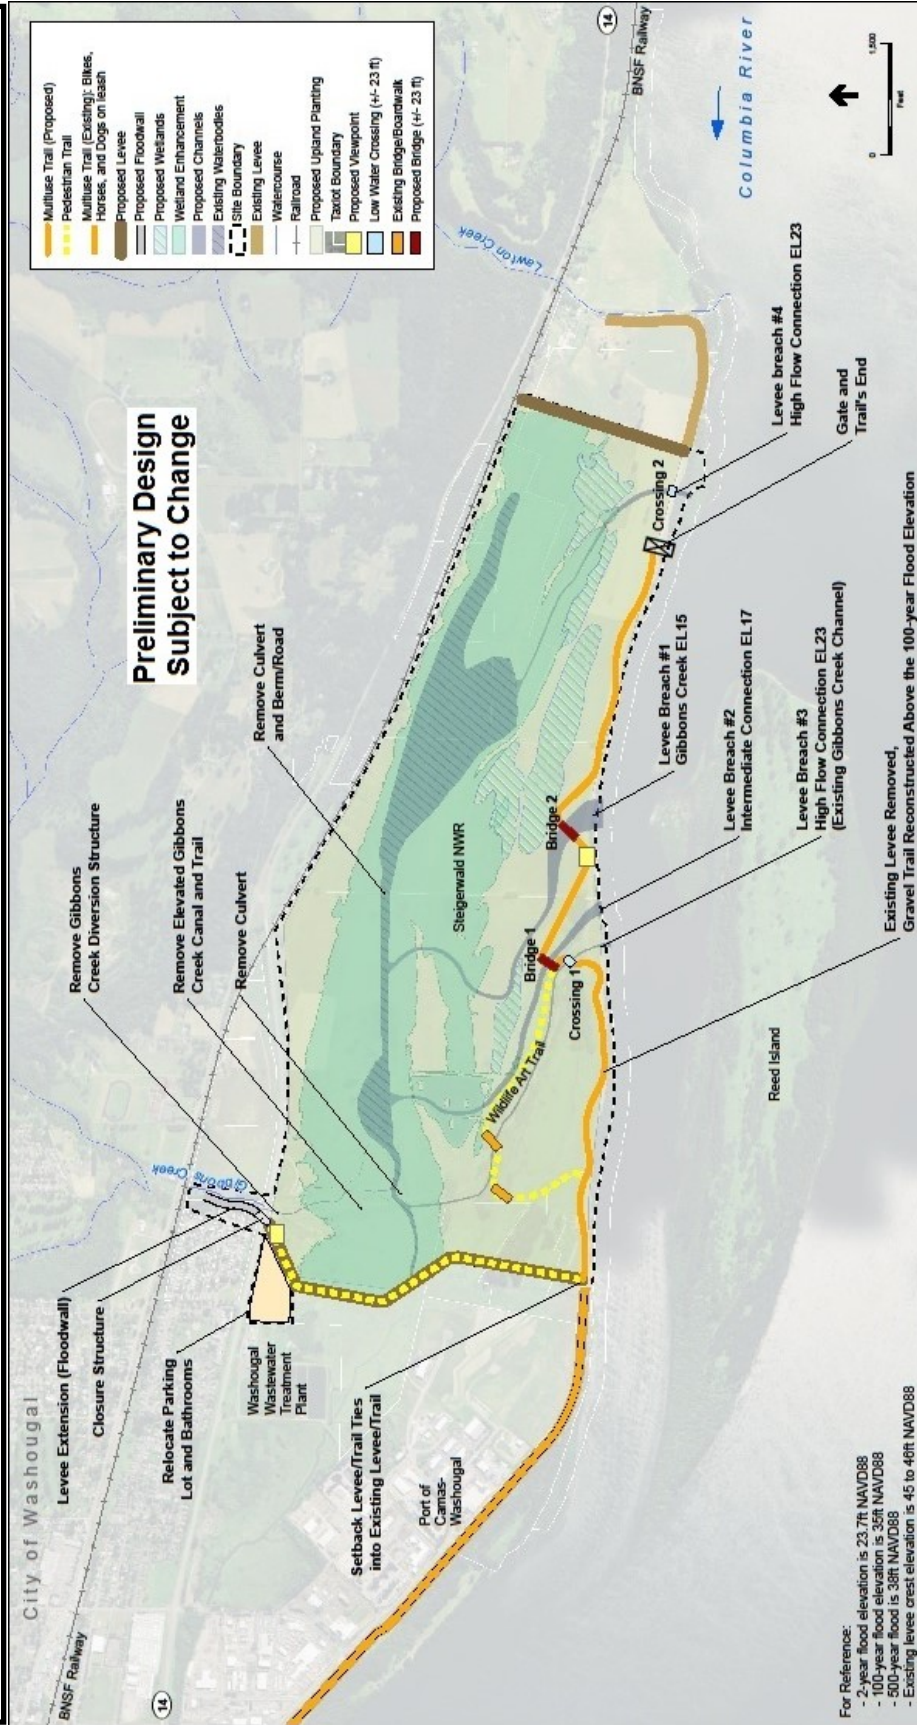 City of Washougal
BNSF Railway
14
Levee Extension (Floodwall)
Closure Structure
Relocate Parking
Lot and Bathrooms
Washougal
Wastewater
Treatment
Plant
Setback Levee/Trail Ties
into Existing Levee/Trail
Port of
Camas-
Washougal
Remove Gibbons
Creek Diversion Structure
Remove Elevated Gibbons
Creek Canal and Trail
Remove Culvert
Gibbons Creek
Remove Culvert
and Berm/Road
Preliminary Design
Subject to Change
Steigerwald NWR
Wildlife Art Trail
Bridge 1
Crossing 1
Bridge 2
Crossing 2
Reed Island
Lawton Creek
Levee Breach #1
Gibbons Creek EL15
Levee Breach #2
Intermediate Connection EL17
Levee Breach #3
High Flow Connection EL23
(Existing Gibbons Creek Channel)
Existing Levee Removed,
Gravel Trail Reconstructed Above the 100-year Flood Elevation
Levee breach #4
High Flow Connection EL23
Gate and
Trail's End
Multiuse Trail (Proposed)
Pedestrian Trail
Multiuse Trail (Existing): Bikes,
Horses, and Dogs on leash
Proposed Levee
Proposed Floodwall
Proposed Wetlands
Wetland Enhancement
Proposed Channels
Existing Waterbodies
Site Boundary
Existing Levee
Watercourse
Railroad
Proposed Upland Planting
Taxlot Boundary
Proposed Viewpoint
Low Water Crossing (+/- 23 ft)
Existing Bridge/Boardwalk
Proposed Bridge (+/- 23 ft)
14
BNSF Railway
Columbia River
0 1,500
Feet
For Reference:
- 2-year flood elevation is 23.7ft NAVD88
- 100-year flood elevation is 35ft NAVD88
- 500-year flood is 38ft NAVD88
- Existing levee crest elevation is 45 to 46ft NAVD88